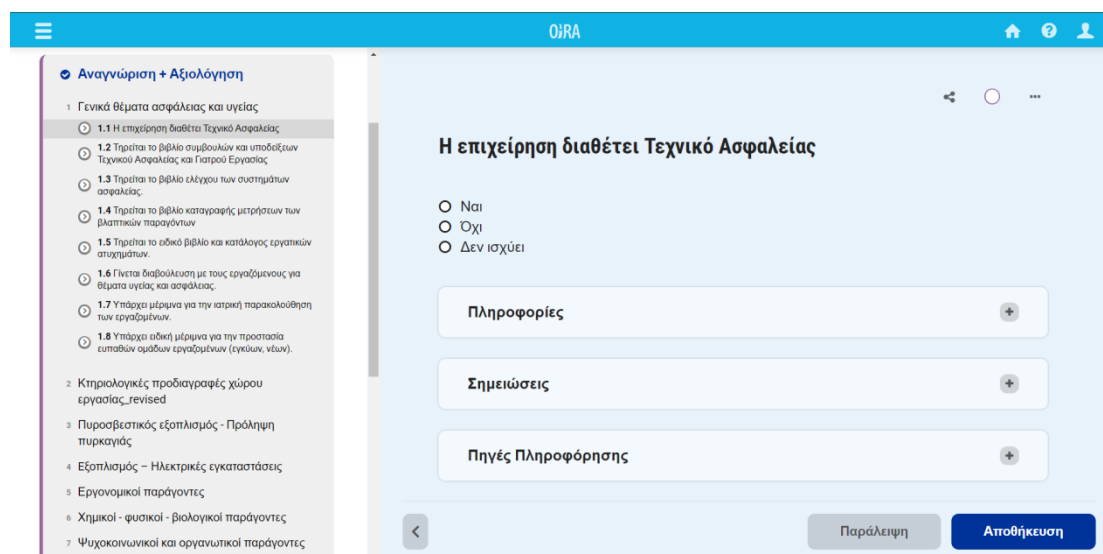 OiRA
Αναγνώριση + Αξιολόγηση
1 Γενικά θέματα ασφάλειας και υγείας
1.1 Η επιχείρηση διαθέτει Τεχνικό Ασφαλείας
1.2 Τηρείται το βιβλίο συμβουλών και υποδείξεων
Τεχνικού Ασφαλείας και Γιατρού Εργασίας
1.3 Τηρείται το βιβλίο ελέγχου των συστημάτων
ασφαλείας.
1.4 Τηρείται το βιβλίο καταγραφής μετρήσεων των
βλαπτικών παραγόντων
1.5 Τηρείται το ειδικό βιβλίο και κατάλογος εργατικών
ατυχημάτων.
1.6 Γίνεται διαβούλευση με τους εργαζόμενους για
θέματα υγείας και ασφάλειας.
1.7 Υπάρχει μέριμνα για την ιατρική παρακολούθηση
των εργαζομένων.
1.8 Υπάρχει ειδική μέριμνα για την προστασία
ευπαθών ομάδων εργαζομένων (εγκύων, νέων).
2 Κτηριολογικές προδιαγραφές χώρου
εργασίας_revised
3 Πυροσβεστικός εξοπλισμός - Πρόληψη
πυρκαγιάς
4 Εξοπλισμός – Ηλεκτρικές εγκαταστάσεις
5 Εργονομικοί παράγοντες
6 Χημικοί - φυσικοί - βιολογικοί παράγοντες
7 Ψυχοκοινωνικοί και οργανωτικοί παράγοντες
Η επιχείρηση διαθέτει Τεχνικό Ασφαλείας
Ναι
Όχι
Δεν ισχύει
Πληροφορίες
Σημειώσεις
Πηγές Πληροφόρησης
Παράλειψη
Αποθήκευση